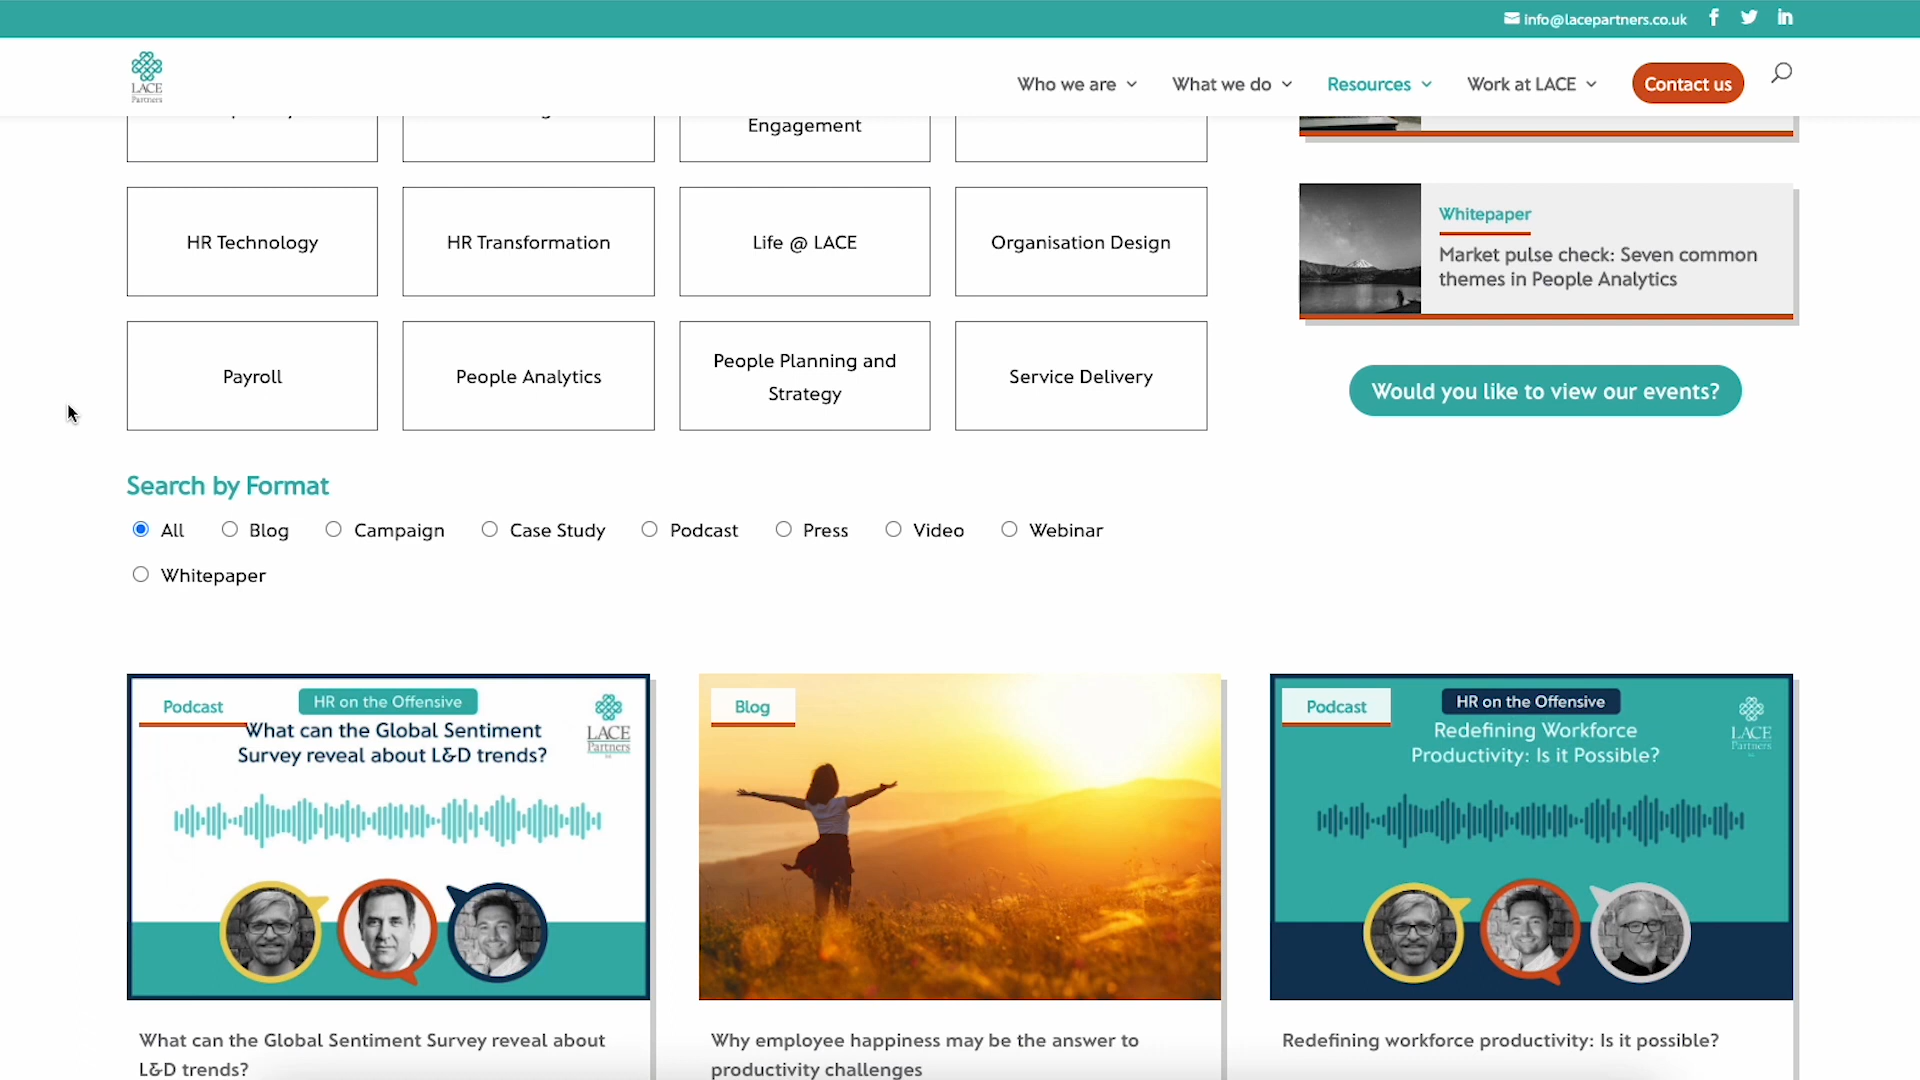 info@lacepartners.co.uk
LACE
Partners
Who we are
What we do
Resources
Work at LACE
Contact us
Engagement
HR Technology
HR Transformation
Life @ LACE
Organisation Design
Whitepaper
Market pulse check: Seven common
themes in People Analytics
Payroll
People Analytics
People Planning and
Strategy
Service Delivery
Would you like to view our events?
Search by Format
All
Blog
Campaign
Case Study
Podcast
Press
Video
Webinar
Whitepaper
Podcast
HR on the Offensive
What can the Global Sentiment
Survey reveal about L&D trends?
LACE
Partners
Blog
Podcast
HR on the Offensive
Redefining Workforce
Productivity: Is it Possible?
LACE
Partners
What can the Global Sentiment Survey reveal about
L&D trends?
Why employee happiness may be the answer to
productivity challenges
Redefining workforce productivity: Is it possible?